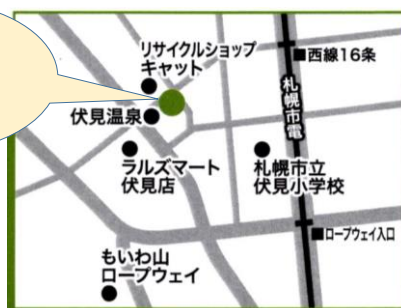 リサイクルショップ
キャット
■西線16条
札幌市電
伏見温泉
ラルズマート
伏見店
札幌市立
伏見小学校
■ロープウェイ入口
もいわ山
ロープウェイ